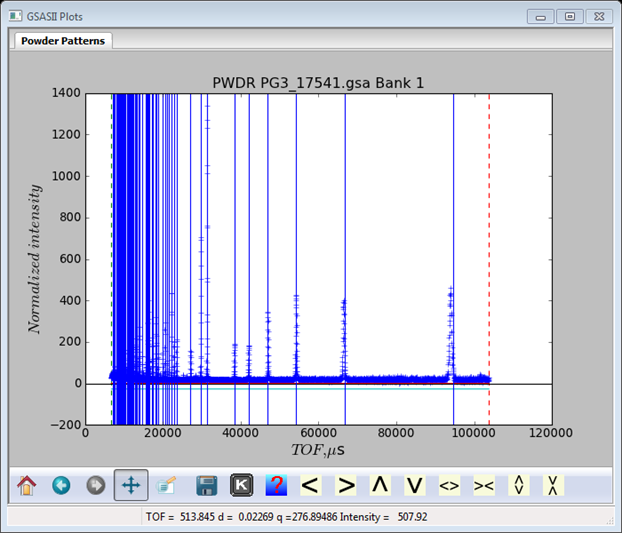 GSASII Plots
Powder Patterns
PWDR PG3_17541.gsa Bank 1
1400
1200
1000
800
600
400
200
0
−200
Normalized intensity
0 20000 40000 60000 80000 100000 120000
TOF,μs
K ? < > Λ V <> ><
TOF = 513.845 d = 0.02269 q =276.89486 Intensity = 507.92